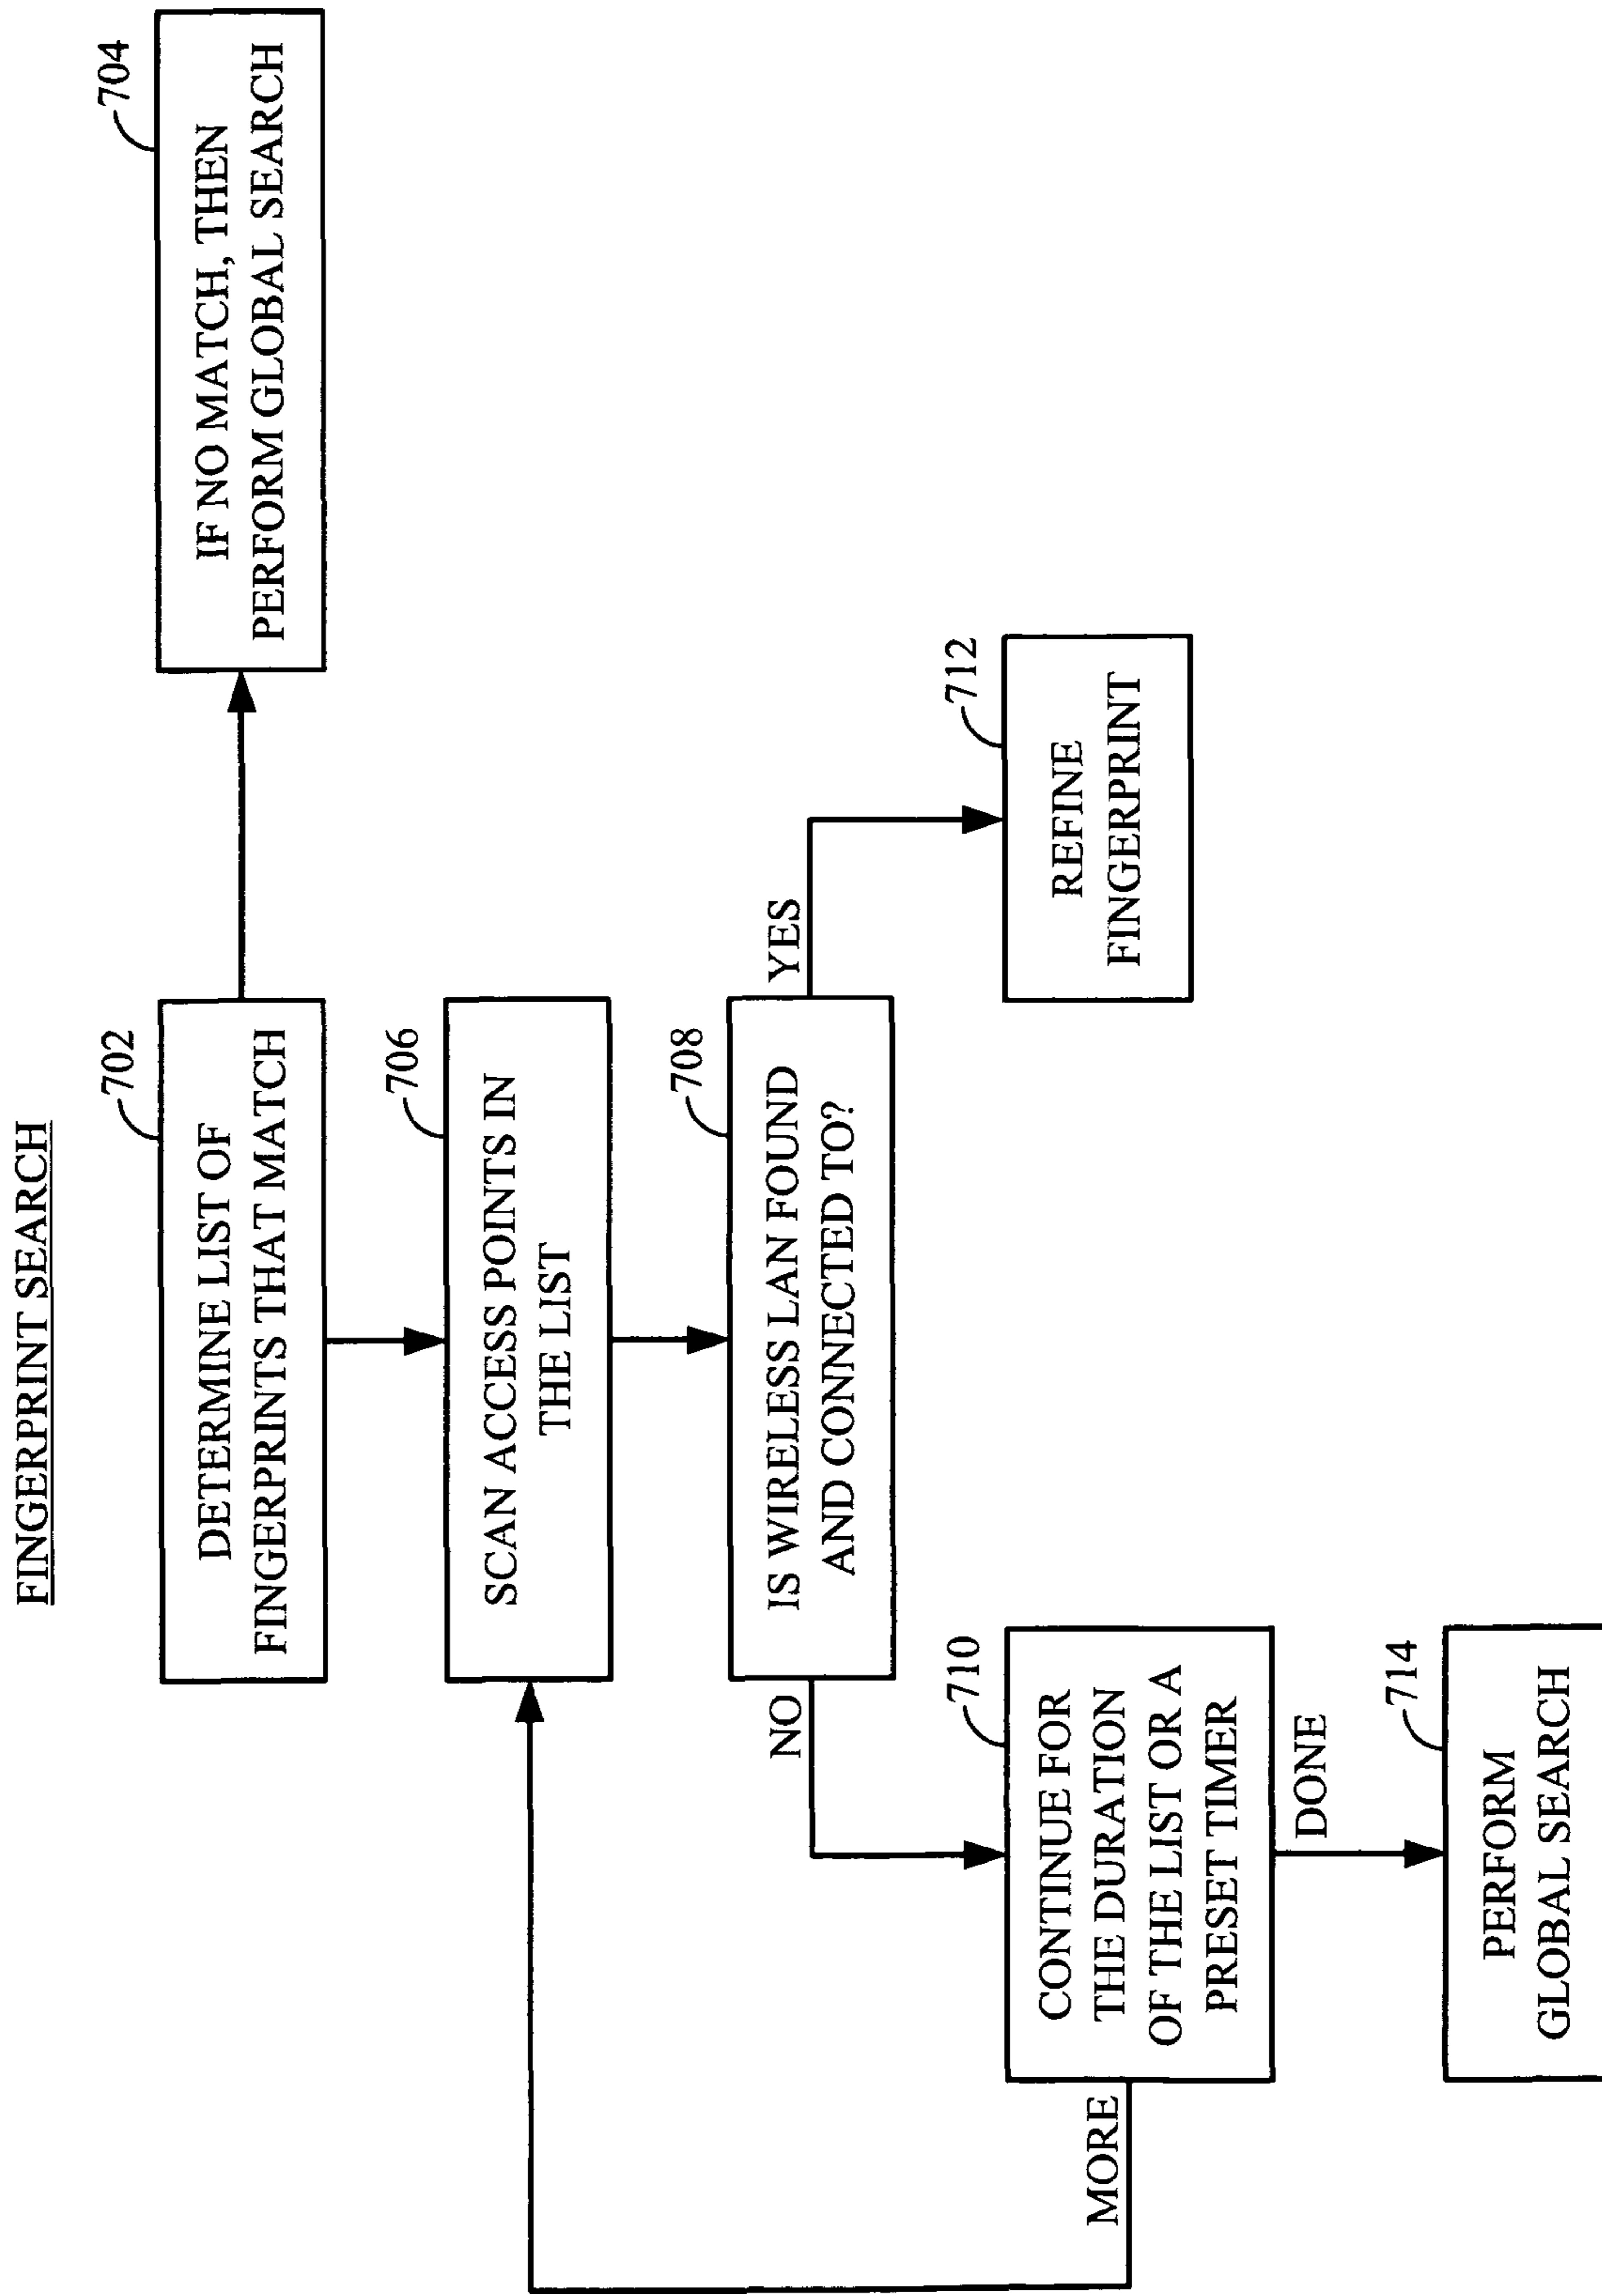 FINGERPRINT SEARCH
702
DETERMINE LIST OF
FINGERPRINTS THAT MATCH
704
IF NO MATCH, THEN
PERFORM GLOBAL SEARCH
706
SCAN ACCESS POINTS IN
THE LIST
708
IS WIRELESS LAN FOUND
AND CONNECTED TO?
NO
YES
710
CONTINUE FOR
THE DURATION
OF THE LIST OR A
PRESET TIMER
712
REFINE
FINGERPRINT
MORE
DONE
714
PERFORM
GLOBAL SEARCH